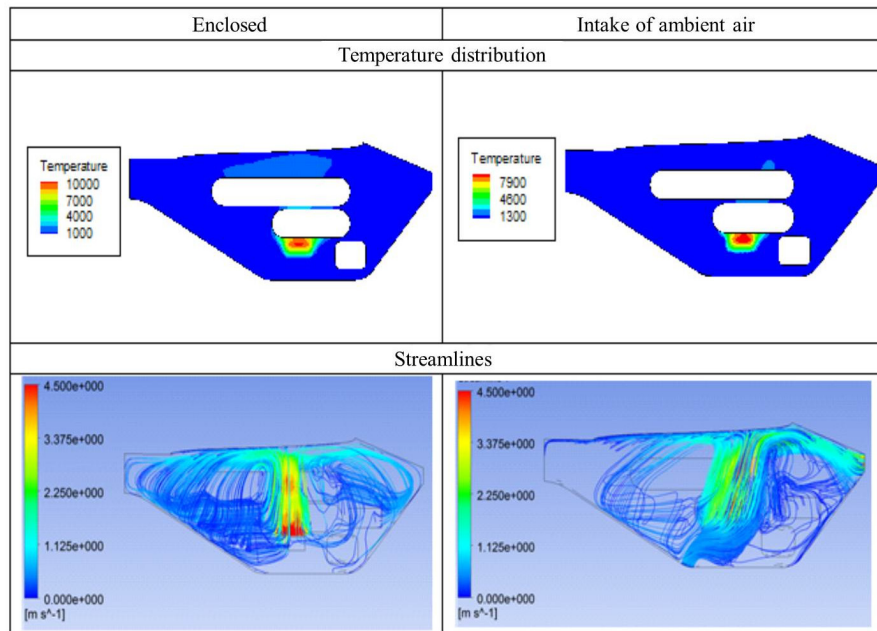 Enclosed
Intake of ambient air
Temperature distribution
Temperature
10000
7000
4000
1000
Temperature
7900
4600
1300
Streamlines
4.500e+000
3.375e+000
2.250e+000
1.125e+000
0.000e+000
[m s^-1]
4.500e+000
3.375e+000
2.250e+000
1.125e+000
0.000e+000
[m s^-1]